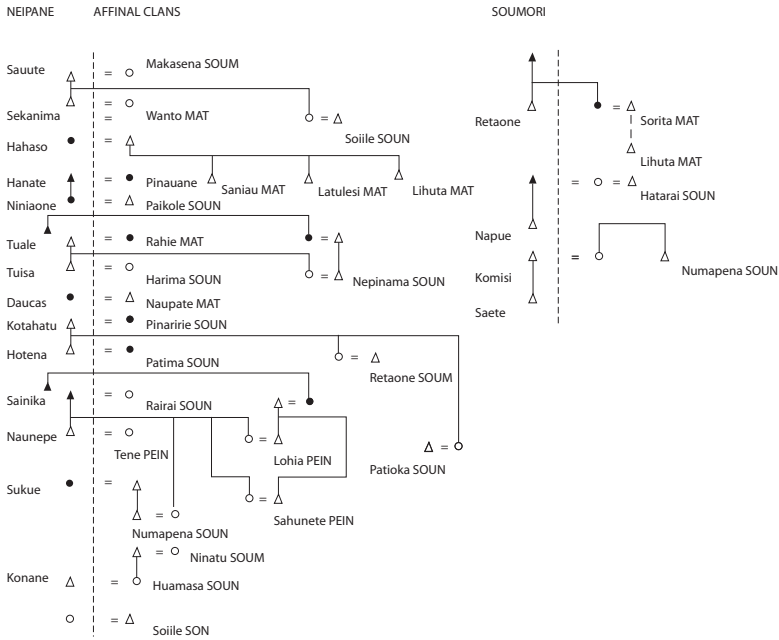 NEIPANE AFFINAL CLANS SOUMORI
Sauute = Makasena SOUM
Sekanima = = Wanto MAT = Soiile SOUN
Hahaso =
Hanate = Pinauane Saniau MAT Latulesi MAT Lihuta MAT
Niniaone = Paikole SOUN
Tuale = Rahie MAT =
Tuisa = Harima SOUN = Nepinama SOUN
Daucas = Naupate MAT
Kotahatu = Pinaririe SOUN
Hotena = Patima SOUN = Retaone SOUM
Sainika = Rairai SOUN =
Naunepe = Tene PEIN = Lohia PEIN = Patioka SOUN
Sukue = = Sahunete PEIN
= Numapena SOUN
= Ninatu SOUM
Konane = Huamasa SOUN
= Soiile SON
Retaone = Sorita MAT
Lihuta MAT
= = Hatarai SOUN
Napue
Komisi = Numapena SOUN
Saete